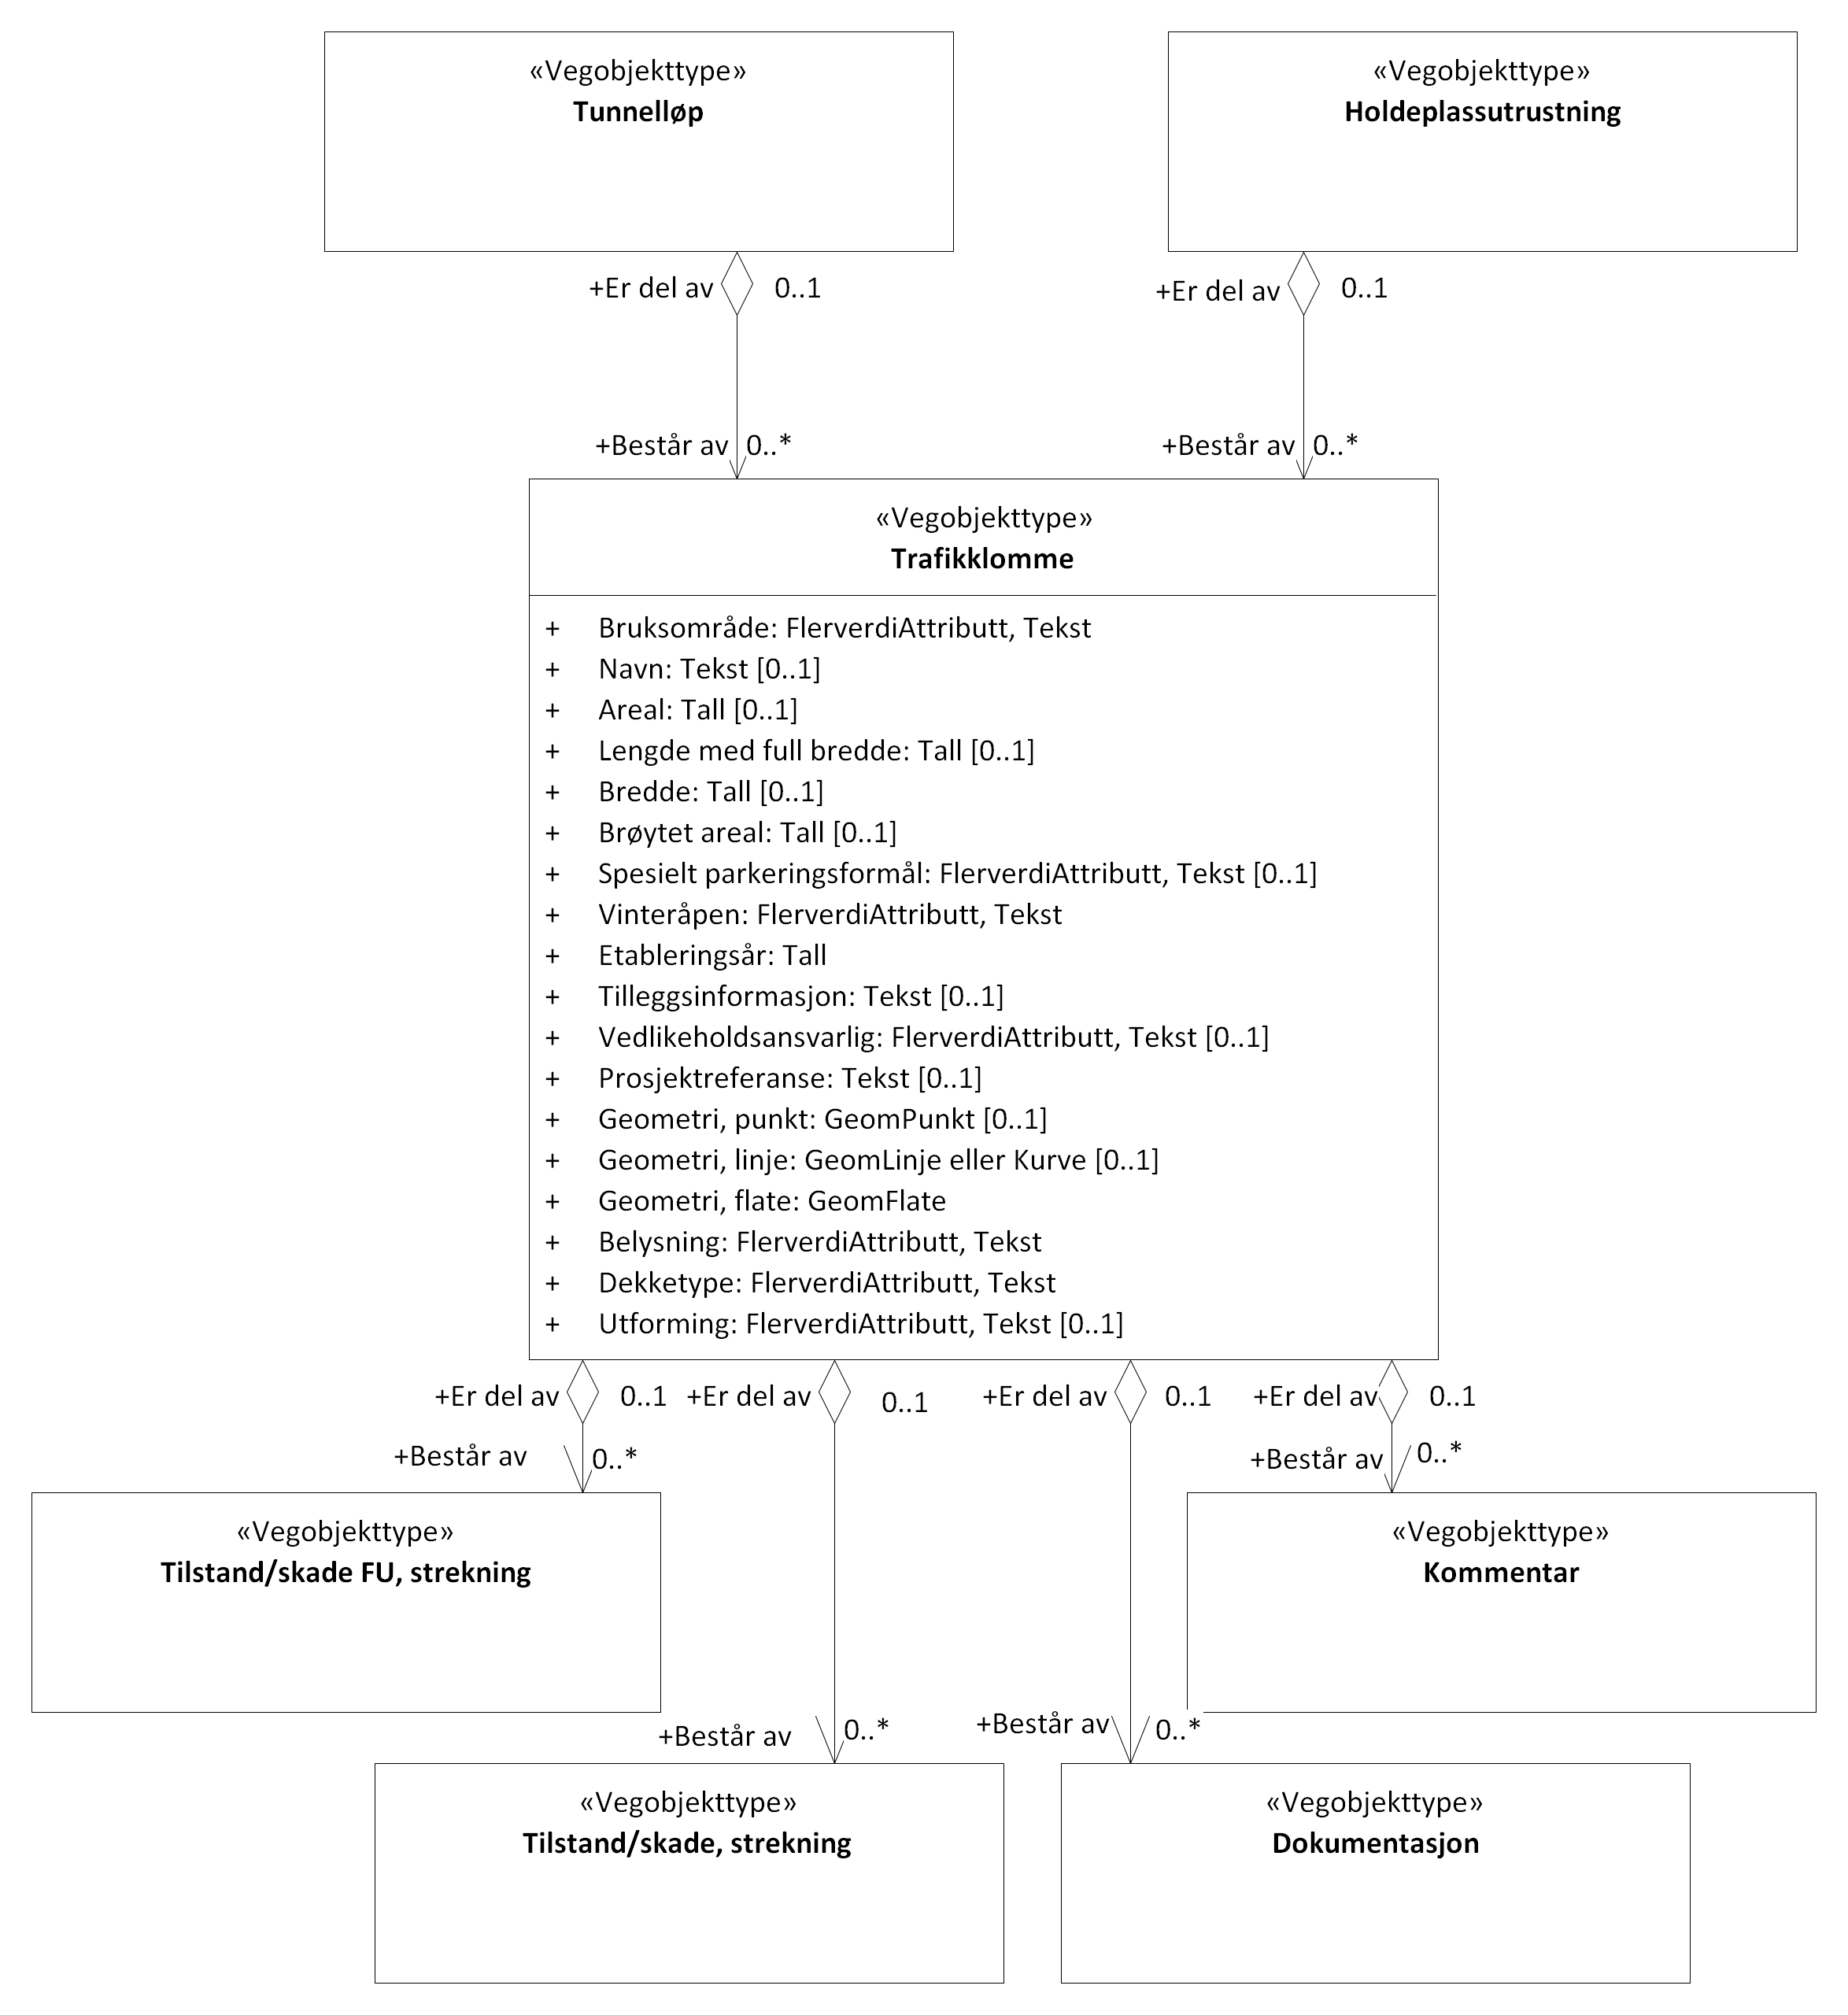 «Vegobjekttype»
Tunnelløp
«Vegobjekttype»
Holdeplassutrustning
+Er del av
0..1
+Er del av
0..1
+Består av
0..*
+Består av
0..*
«Vegobjekttype»
Trafikklomme
+ Bruksområde: FlerverdiAttributt, Tekst
+ Navn: Tekst [0..1]
+ Areal: Tall [0..1]
+ Lengde med full bredde: Tall [0..1]
+ Bredde: Tall [0..1]
+ Brøytet areal: Tall [0..1]
+ Spesielt parkeringsformål: FlerverdiAttributt, Tekst [0..1]
+ Vinteråpen: FlerverdiAttributt, Tekst
+ Etableringsår: Tall
+ Tilleggsinformasjon: Tekst [0..1]
+ Vedlikeholdsansvarlig: FlerverdiAttributt, Tekst [0..1]
+ Prosjektreferanse: Tekst [0..1]
+ Geometri, punkt: GeomPunkt [0..1]
+ Geometri, linje: GeomLinje eller Kurve [0..1]
+ Geometri, flate: GeomFlate
+ Belysning: FlerverdiAttributt, Tekst
+ Dekketype: FlerverdiAttributt, Tekst
+ Utforming: FlerverdiAttributt, Tekst [0..1]
+Er del av
0..1
+Er del av
0..1
+Er del av
0..1
+Er del av
0..1
+Består av
0..*
+Består av
0..*
«Vegobjekttype»
Tilstand/skade FU, strekning
«Vegobjekttype»
Kommentar
+Består av
0..*
+Består av
0..*
«Vegobjekttype»
Tilstand/skade, strekning
«Vegobjekttype»
Dokumentasjon